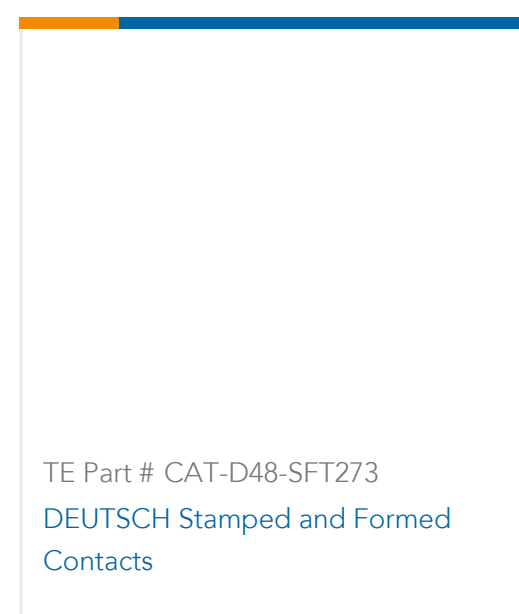 TE Part # CAT-D48-SFT273
DEUTSCH Stamped and Formed
Contacts